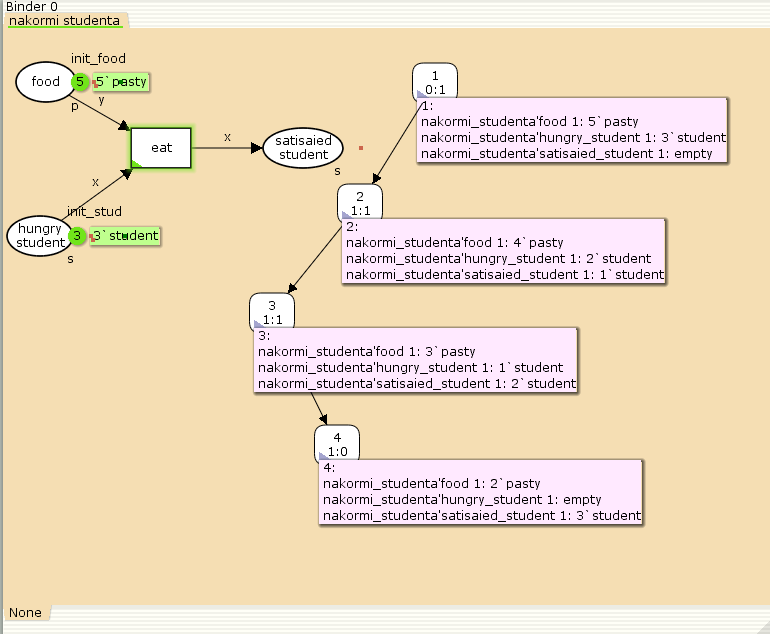 Binder 0
nakormi studenta
init_food
food
5
5`pasty
p
y
eat
x
satisaied
student
s
x
init_stud
hungry
student
3
3`student
s
1
0:1
1:
nakormi_studenta'food 1: 5`pasty
nakormi_studenta'hungry_student 1: 3`student
nakormi_studenta'satisaied_student 1: empty
2
1:1
2:
nakormi_studenta'food 1: 4`pasty
nakormi_studenta'hungry_student 1: 2`student
nakormi_studenta'satisaied_student 1: 1`student
3
1:1
3:
nakormi_studenta'food 1: 3`pasty
nakormi_studenta'hungry_student 1: 1`student
nakormi_studenta'satisaied_student 1: 2`student
4
1:0
4:
nakormi_studenta'food 1: 2`pasty
nakormi_studenta'hungry_student 1: empty
nakormi_studenta'satisaied_student 1: 3`student
None